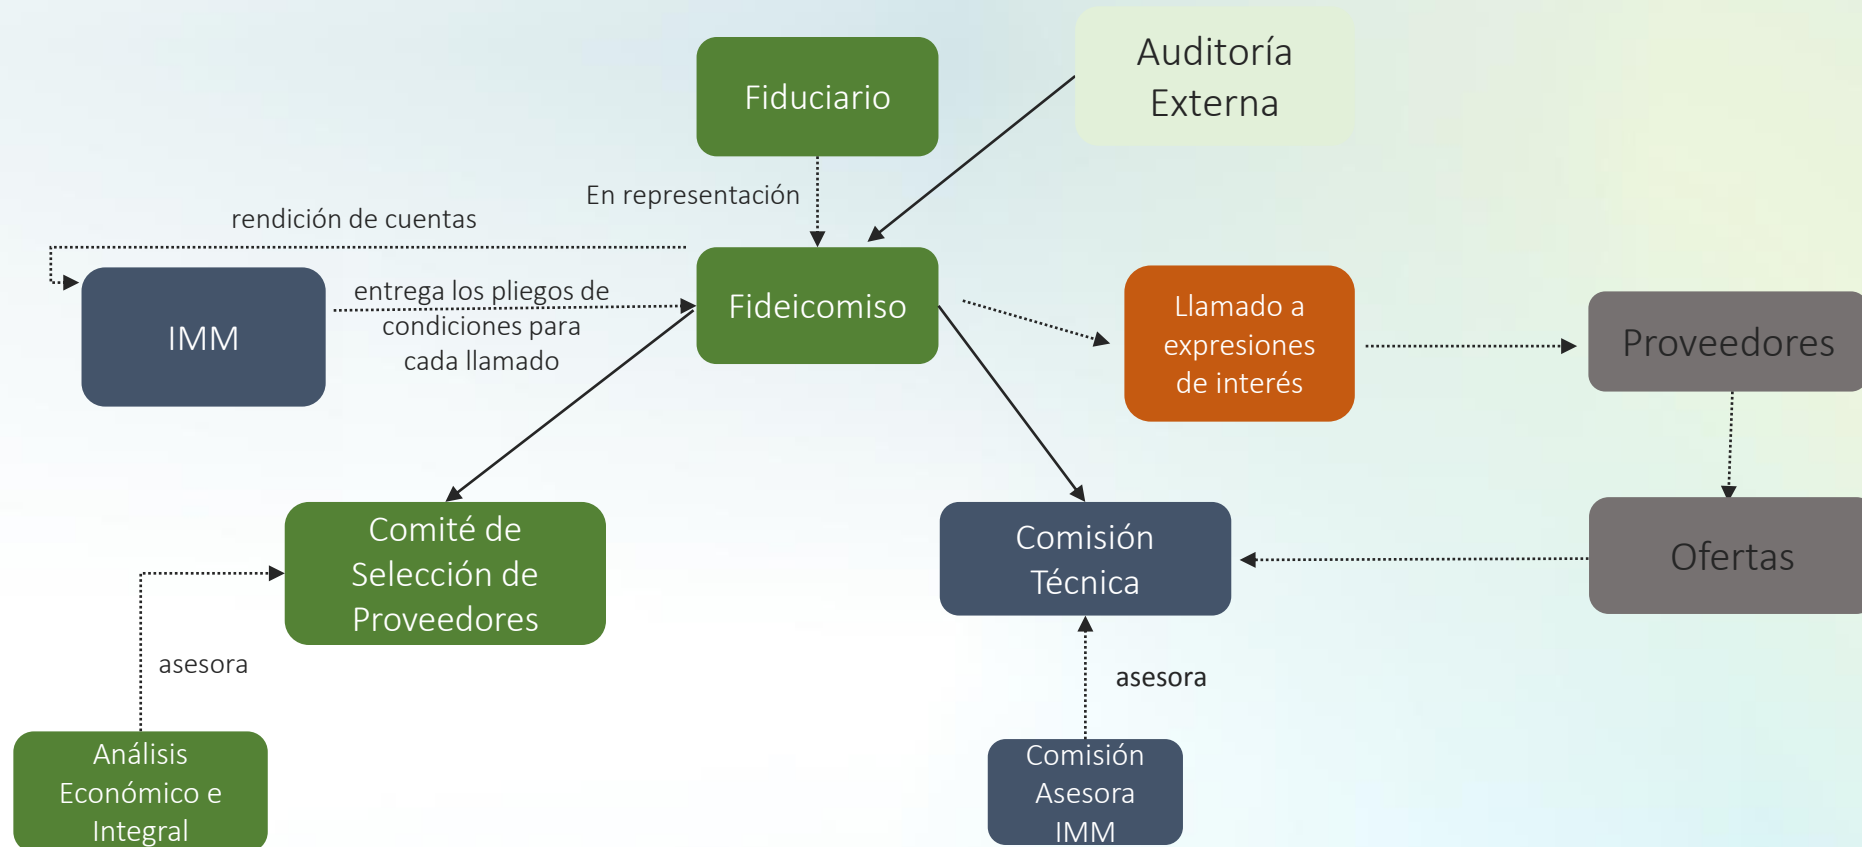 Auditoría
Externa
Fiduciario
En representación
rendición de cuentas
IMM
entrega los pliegos de
condiciones para
cada llamado
Fideicomiso
Llamado a
expresiones
de interés
Proveedores
Comité de
Selección de
Proveedores
Comisión
Técnica
Ofertas
asesora
asesora
Análisis
Económico e
Integral
Comisión
Asesora
IMM